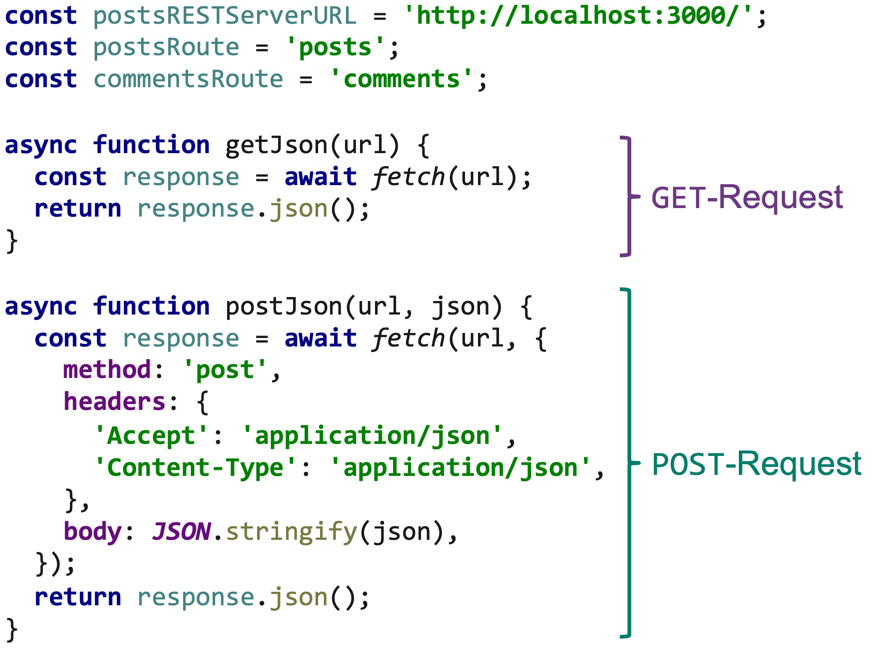 const postsRESTServerURL = 'http://localhost:3000/';
const postsRoute = 'posts';
const commentsRoute = 'comments';
async function getJson(url) {
  const response = await fetch(url);
  return response.json();
}
GET-Request
async function postJson(url, json) {
  const response = await fetch(url, {
    method: 'post',
    headers: {
      'Accept': 'application/json',
      'Content-Type': 'application/json',
    },
    body: JSON.stringify(json),
  });
  return response.json();
}
POST-Request